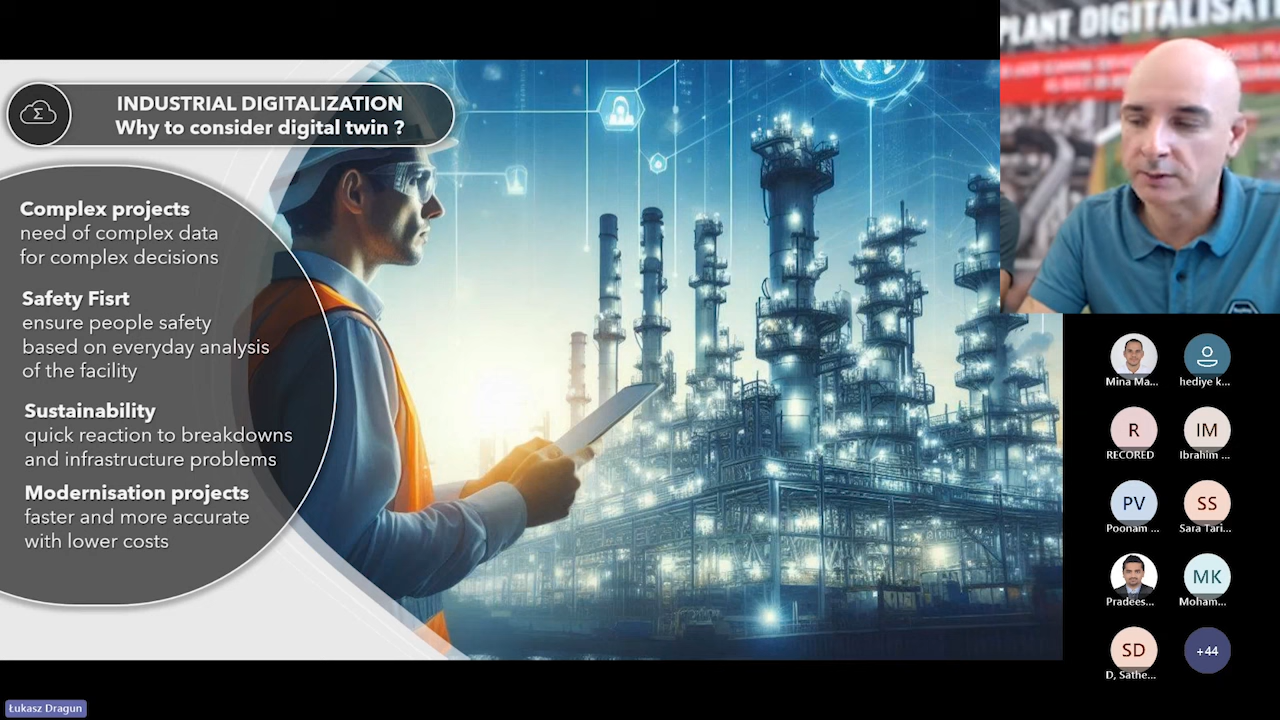 INDUSTRIAL DIGITALIZATION
Why to consider digital twin ?
Complex projects
need of complex data
for complex decisions
Safety Fisrt
ensure people safety
based on everyday analysis
of the facility
Sustainability
quick reaction to breakdowns
and infrastructure problems
Modernisation projects
faster and more accurate
with lower costs
PLANT DIGITALISATI
Mina Ma...
hediye k...
R
RECORED
IM
Ibrahim ...
PV
Poonam ...
SS
Sara Tari...
Pradees...
MK
Moham...
SD
D, Sathe...
+44
Łukasz Dragun